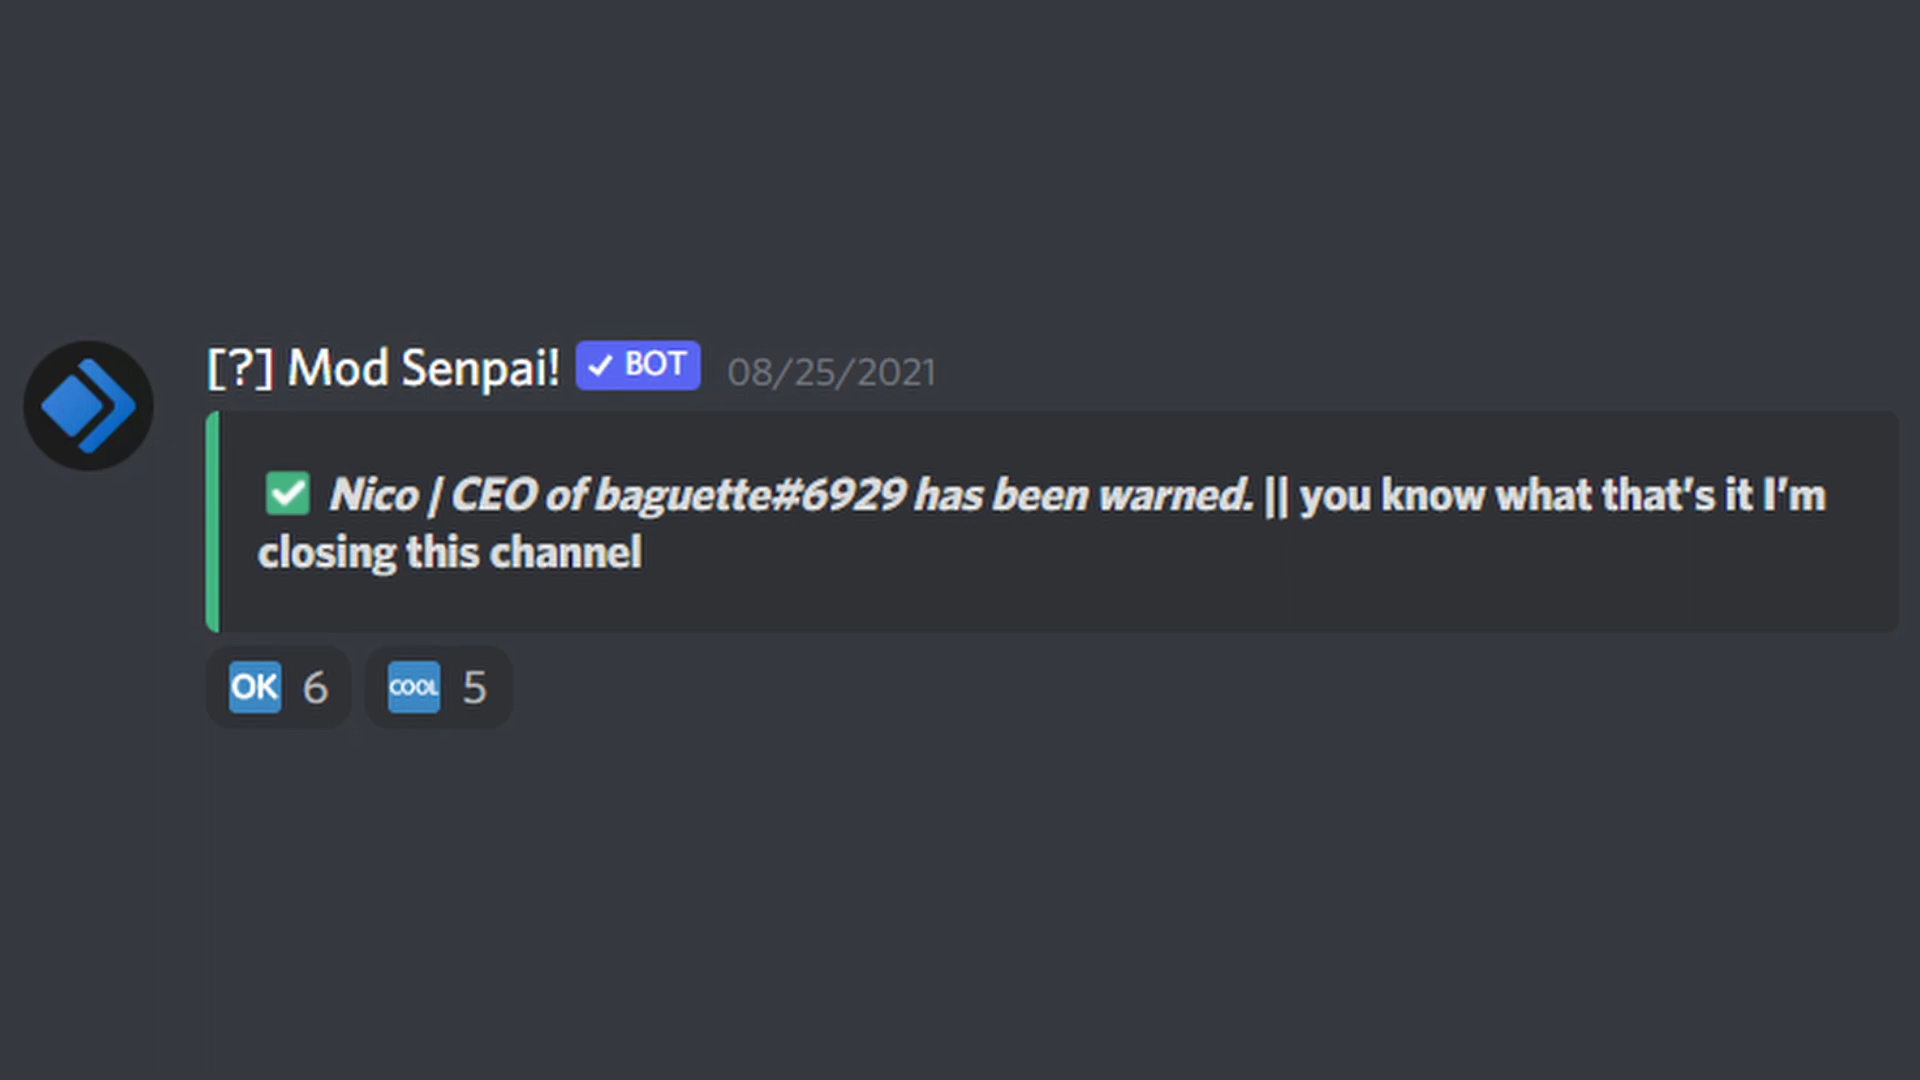 [?] Mod Senpai! ✓ BOT 08/25/2021
✅ Nico | CEO of baguette#6929 has been warned. || you know what that's it I'm
closing this channel
OK 6 COOL 5